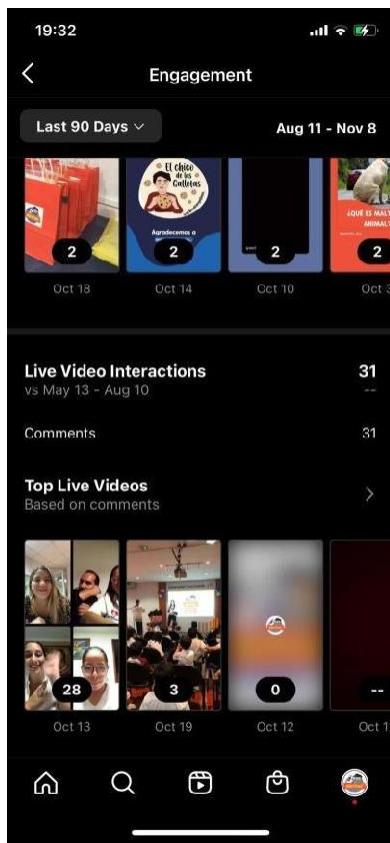 19:32
Engagement
Last 90 Days
Aug 11 - Nov 8
El chico
de las
Galletas
Agradecemos a
¿QUÉ ES MALT
ANIMAL?
2
2
2
2
Oct 18
Oct 14
Oct 10
Oct 3
Live Video Interactions
31
vs May 13 - Aug 10
--
Comments
31
Top Live Videos
Based on comments
28
3
0
--
Oct 13
Oct 19
Oct 12
Oct 1